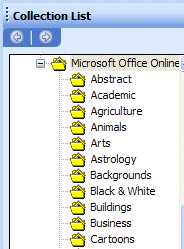 Collection List
Microsoft Office Online
Abstract
Academic
Agriculture
Animals
Arts
Astrology
Backgrounds
Black & White
Buildings
Business
Cartoons